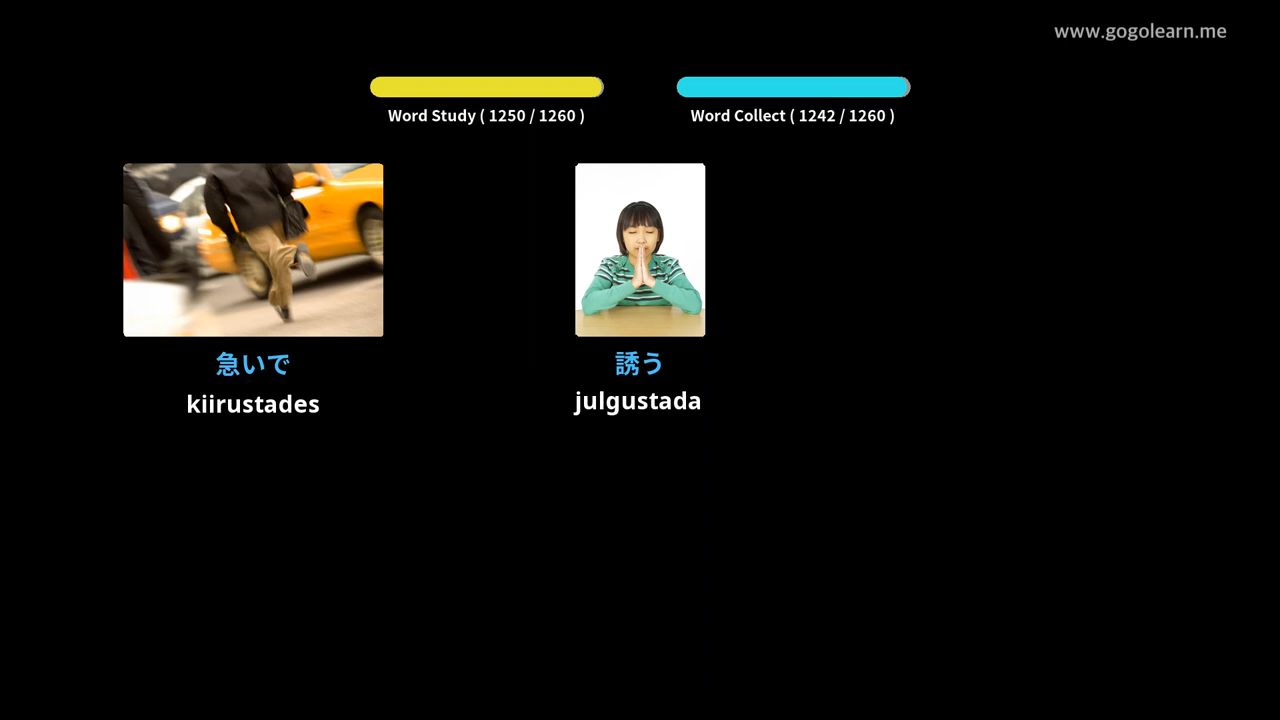 www.gogolearn.me
Word Study ( 1250 / 1260 )
Word Collect ( 1242 / 1260 )
急いで
kiirustades
誘う
julgustada